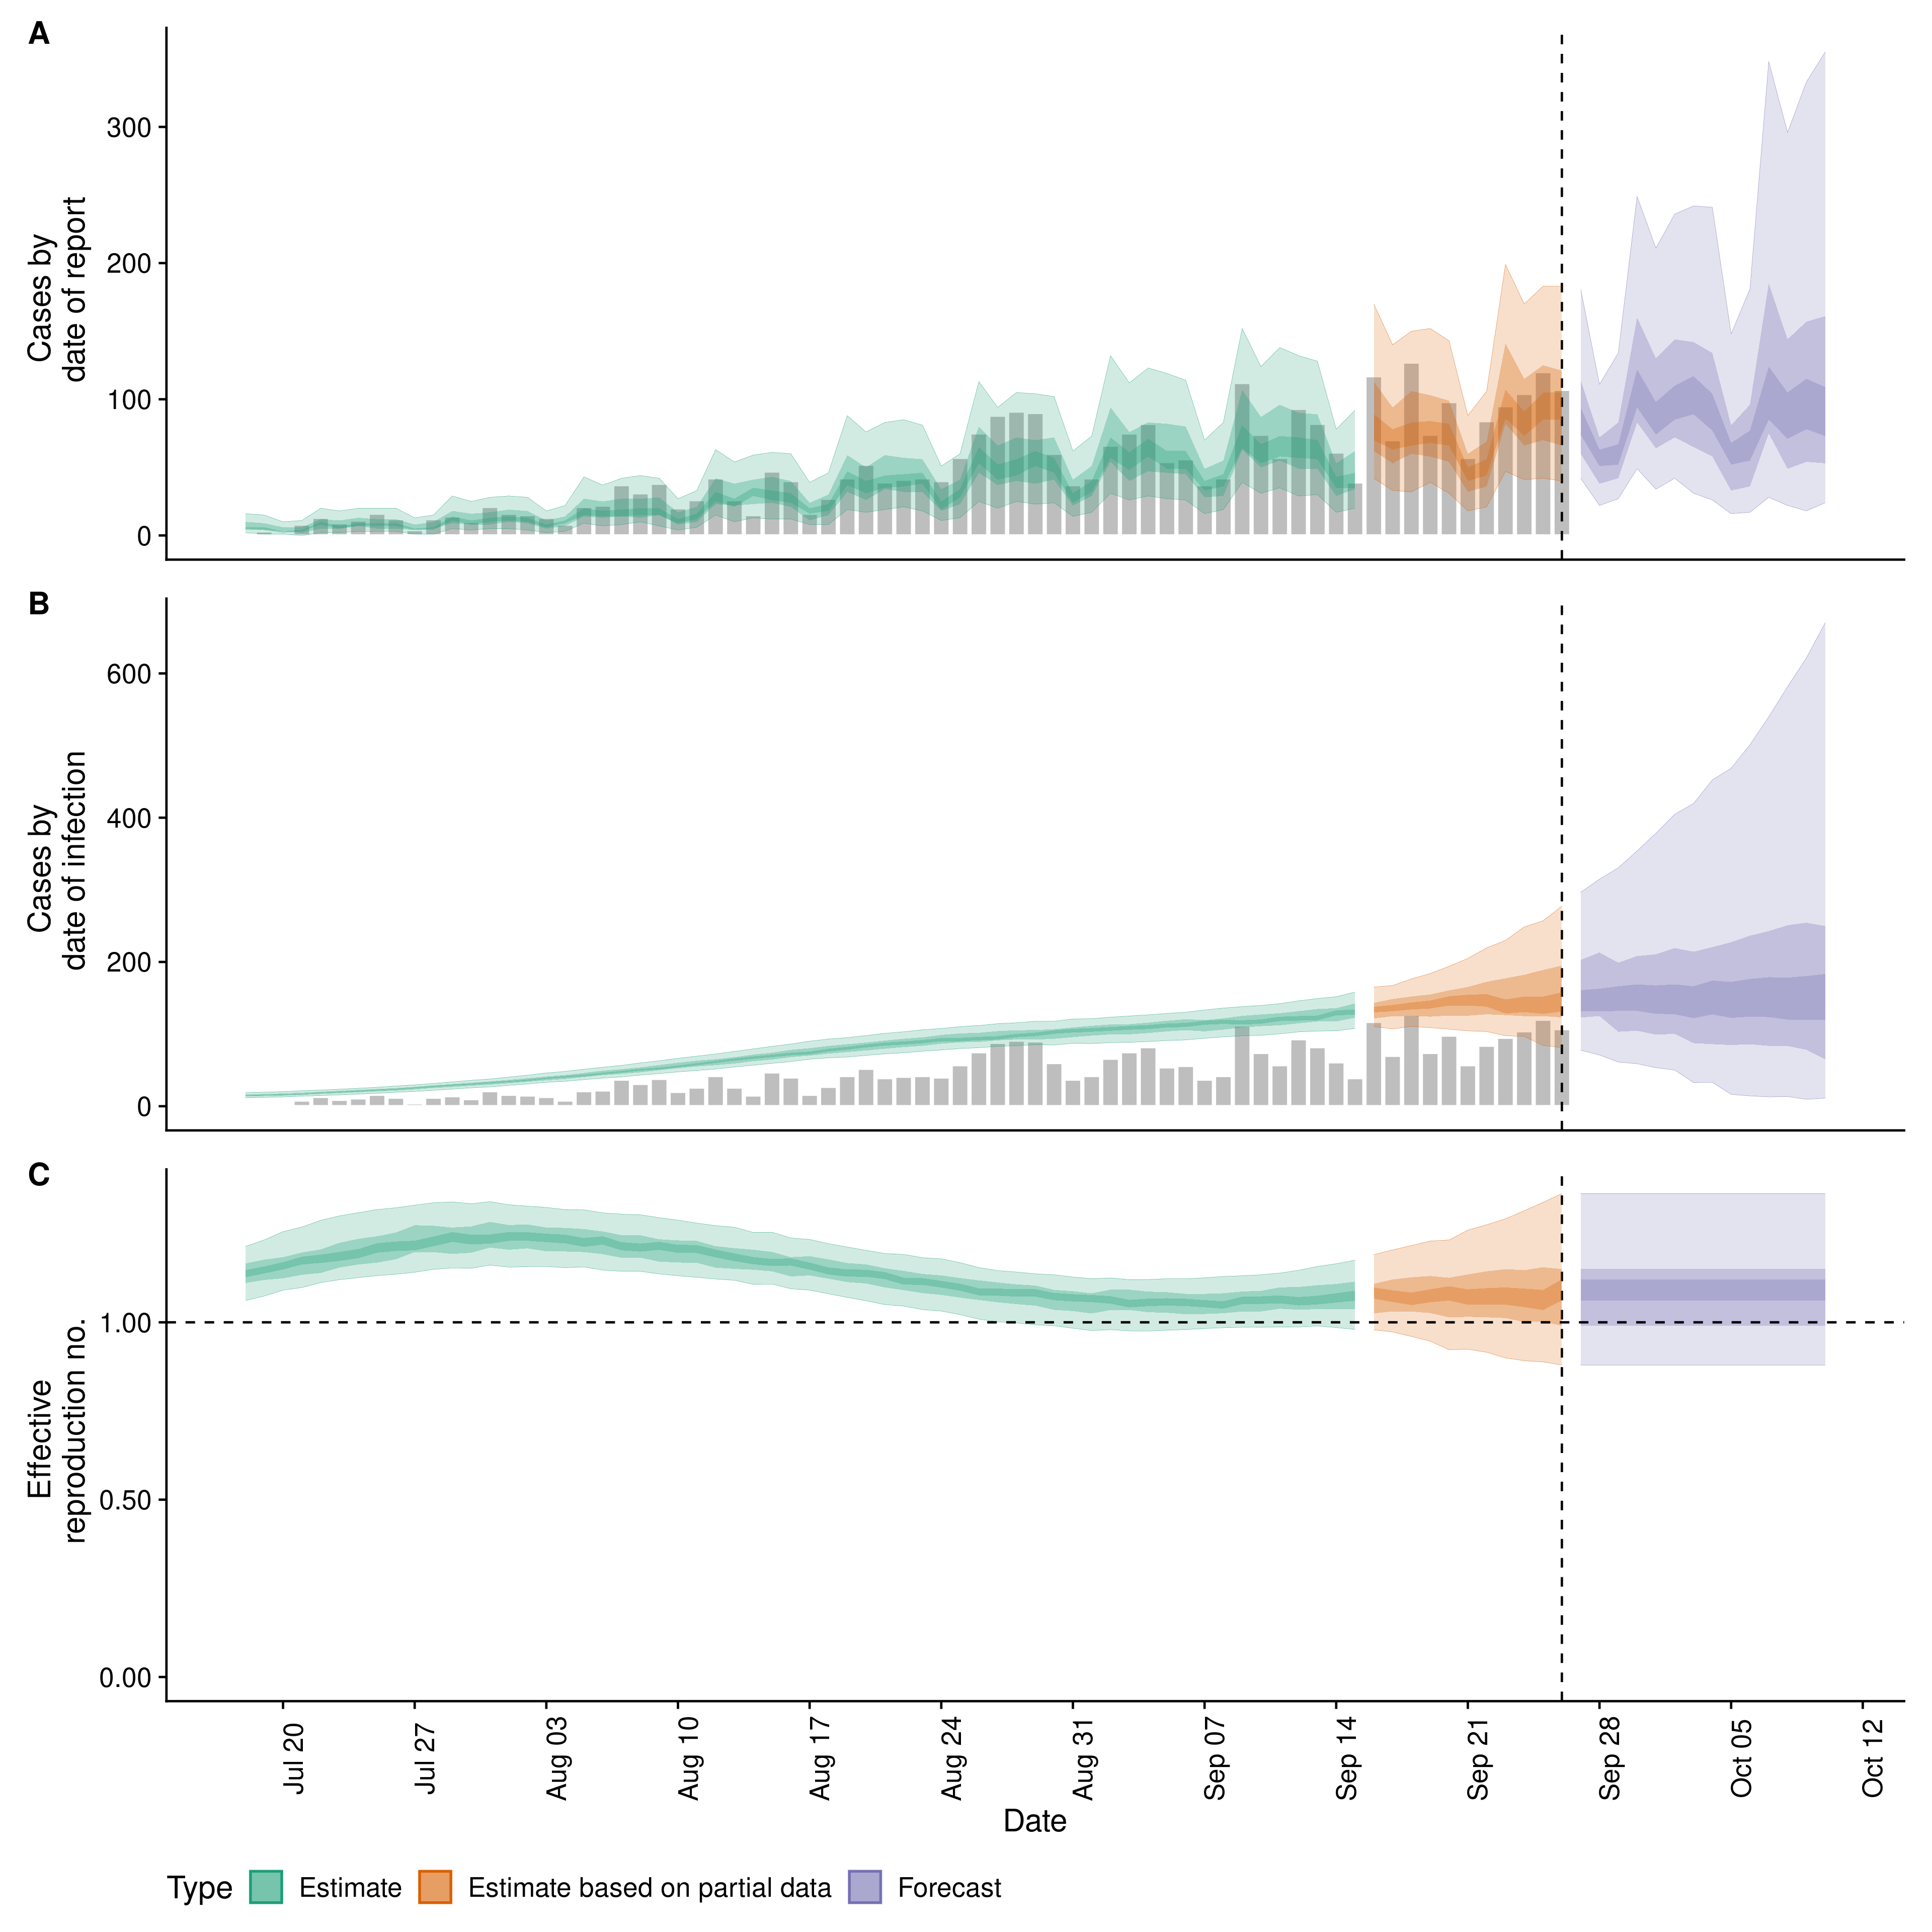 A
Cases by
date of report
300
200
100
0
B
Cases by
date of infection
600
400
200
0
C
Effective
reproduction no.
1.00
0.50
0.00
Jul 20
Jul 27
Aug 03
Aug 10
Aug 17
Aug 24
Aug 31
Sep 07
Sep 14
Sep 21
Sep 28
Oct 05
Oct 12
Date
Type
Estimate
Estimate based on partial data
Forecast